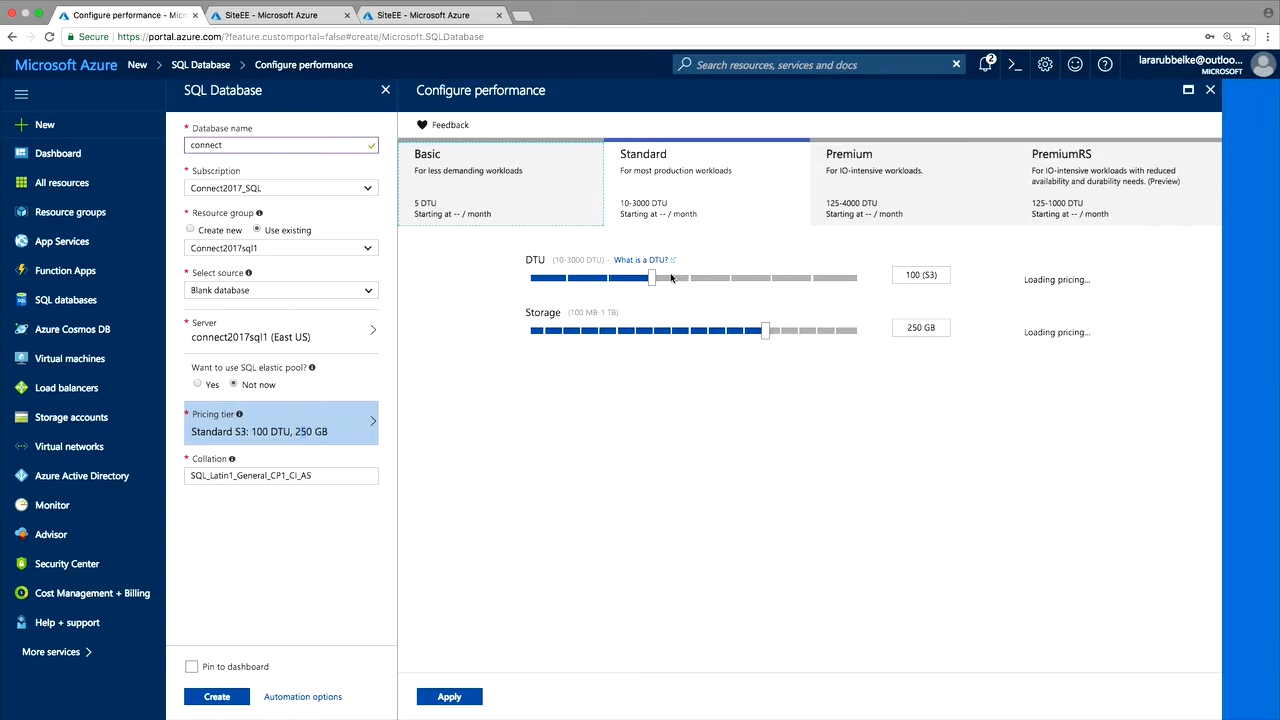 Configure performance - Mic
SiteEE - Microsoft Azure
SiteEE - Microsoft Azure
Secure
https://portal.azure.com/?feature.customportal=false#create/Microsoft.SQLDatabase
Microsoft Azure
New
SQL Database
Configure performance
Search resources, services and docs
2
lararubbelke@outloo...
MICROSOFT
New
Dashboard
All resources
Resource groups
App Services
Function Apps
SQL databases
Azure Cosmos DB
Virtual machines
Load balancers
Storage accounts
Virtual networks
Azure Active Directory
Monitor
Advisor
Security Center
Cost Management + Billing
Help + support
More services
SQL Database
* Database name
connect
* Subscription
Connect2017_SQL
* Resource group
Create new
Use existing
Connect2017sql1
* Select source
Blank database
* Server
connect2017sql1 (East US)
Want to use SQL elastic pool?
Yes
Not now
* Pricing tier
Standard S3: 100 DTU, 250 GB
* Collation
SQL_Latin1_General_CP1_CI_AS
Pin to dashboard
Create
Automation options
Configure performance
Feedback
Basic
For less demanding workloads
5 DTU
Starting at -- / month
Standard
For most production workloads
10-3000 DTU
Starting at -- / month
Premium
For IO-intensive workloads.
125-4000 DTU
Starting at -- / month
PremiumRS
For IO-intensive workloads with reduced
availability and durability needs. (Preview)
125-1000 DTU
Starting at -- / month
DTU (10-3000 DTU) - What is a DTU?
100 (S3)
Loading pricing...
Storage (100 MB-1 TB)
250 GB
Loading pricing...
Apply